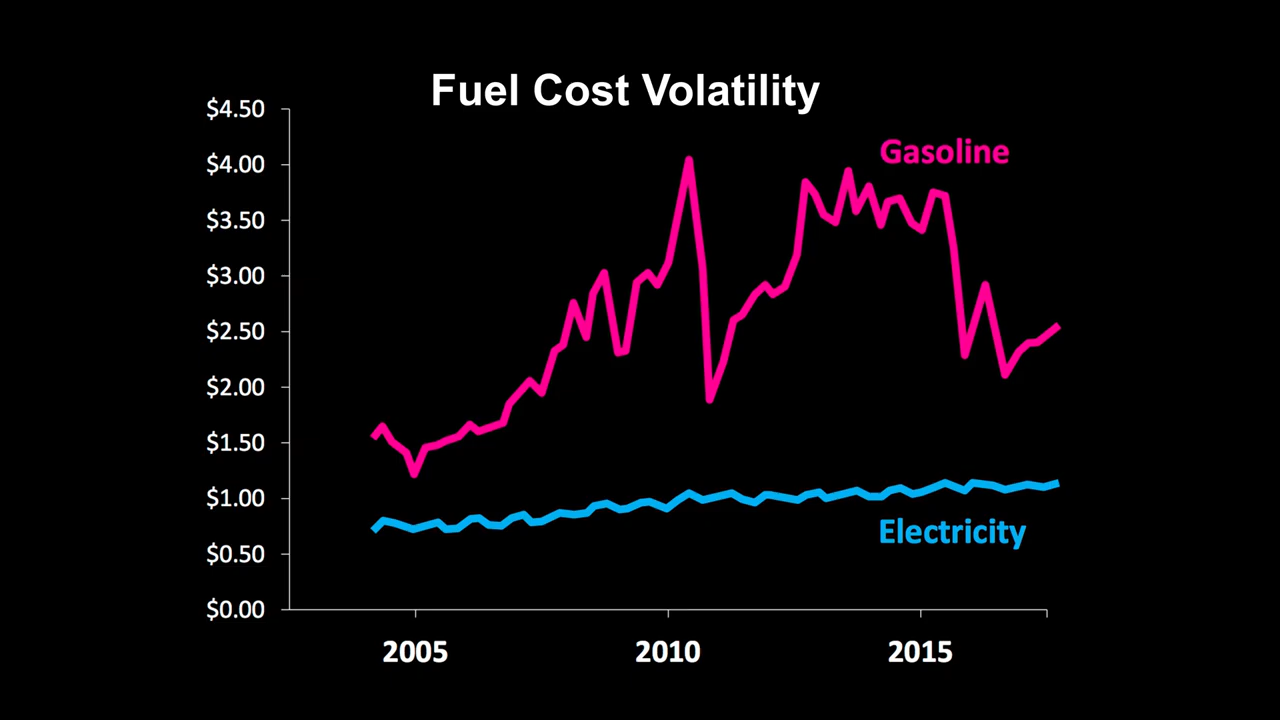 Fuel Cost Volatility
$4.50
Gasoline
$4.00
$3.50
$3.00
$2.50
$2.00
$1.50
$1.00
Electricity
$0.50
$0.00
2005 2010 2015